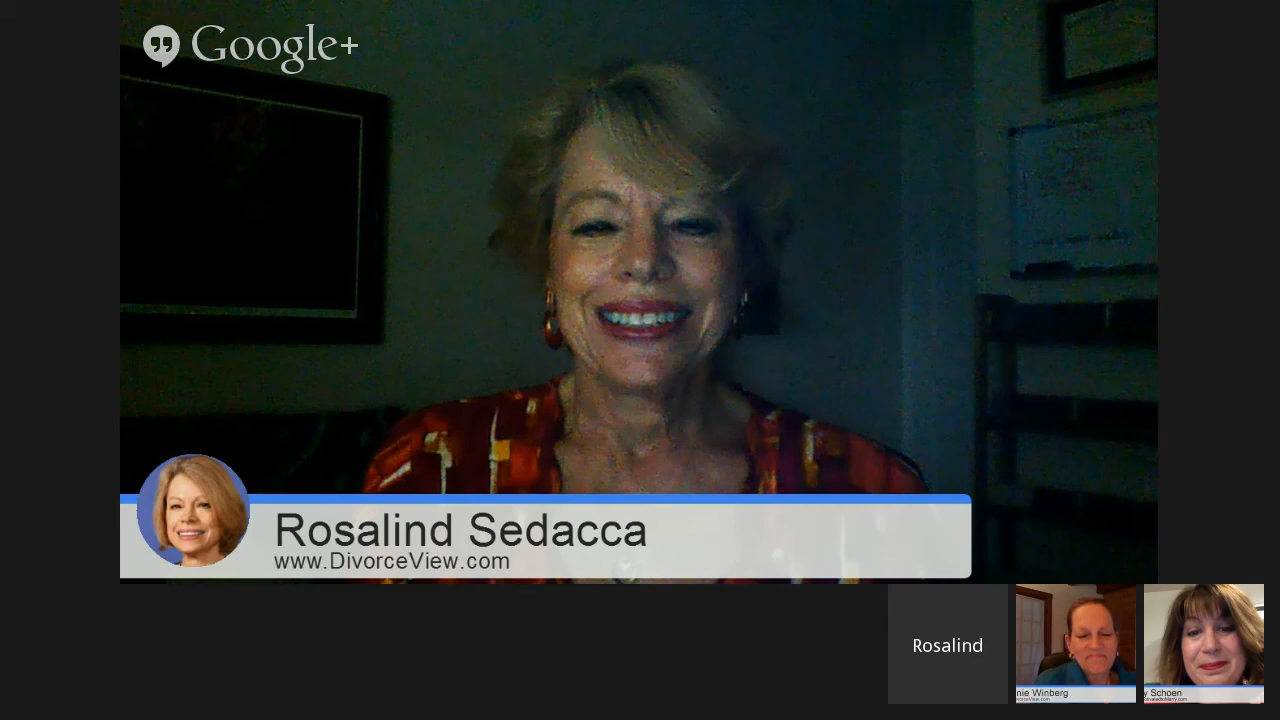 Google+
Rosalind Sedacca
www.DivorceView.com
Rosalind
nie Winberg
y Schoen